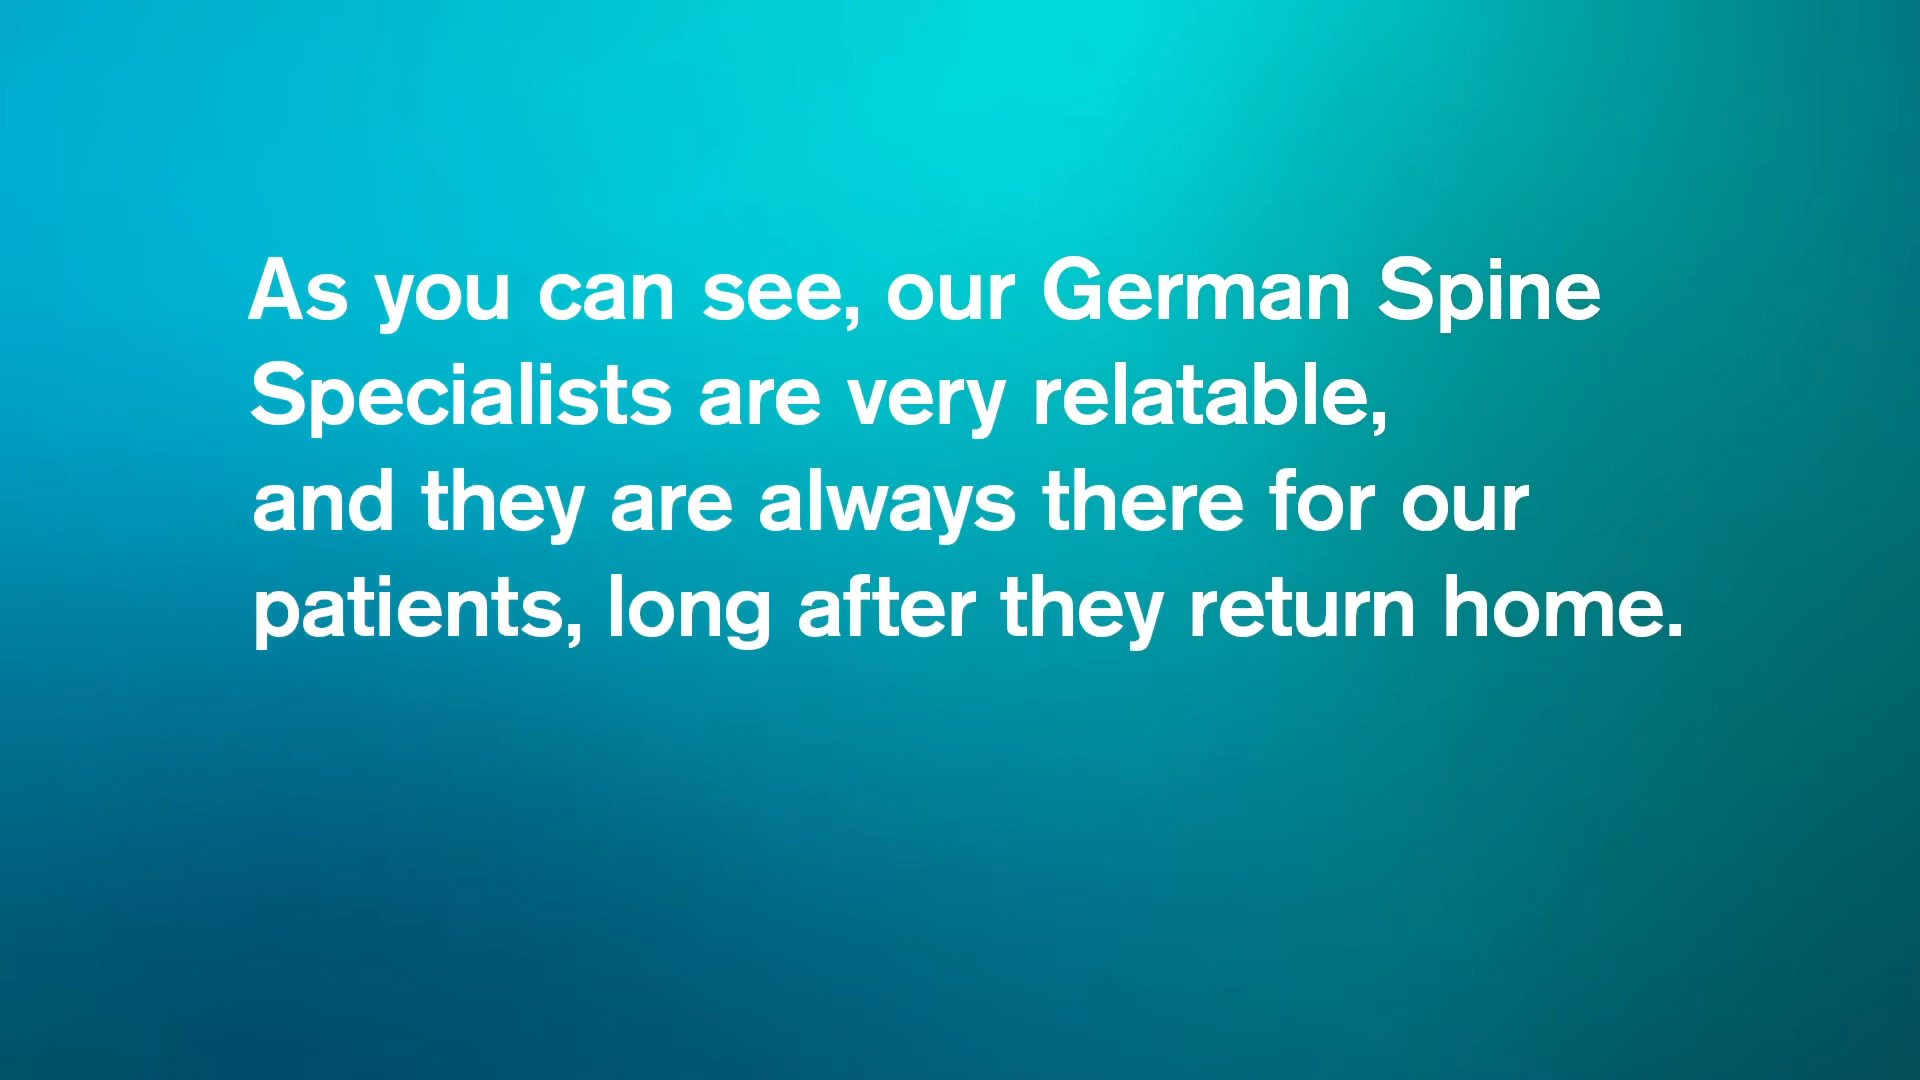 As you can see, our German Spine
Specialists are very relatable,
and they are always there for our
patients, long after they return home.